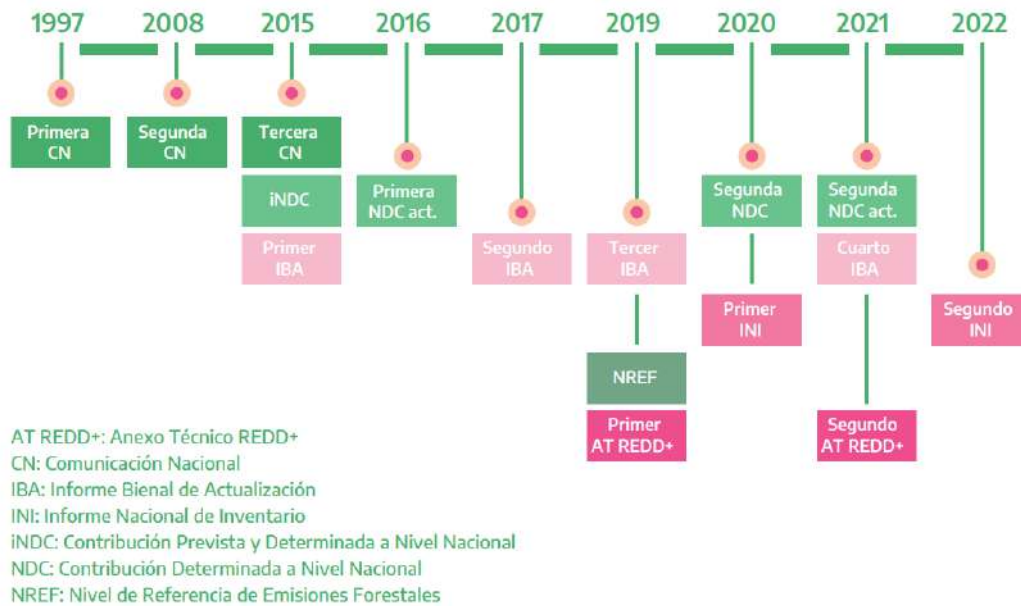 1997 2008 2015 2016 2017 2019 2020 2021 2022
Primera
CN
Segunda
CN
Tercera
CN
iNDC
Primer
IBA
Primera
NDC act.
Segundo
IBA
Tercer
IBA
NREF
Primer
AT REDD+
Segunda
NDC
Primer
INI
Segunda
NDC act.
Cuarto
IBA
Segundo
AT REDD+
Segundo
INI
AT REDD+: Anexo Técnico REDD+
CN: Comunicación Nacional
IBA: Informe Bienal de Actualización
INI: Informe Nacional de Inventario
iNDC: Contribución Prevista y Determinada a Nivel Nacional
NDC: Contribución Determinada a Nivel Nacional
NREF: Nivel de Referencia de Emisiones Forestales